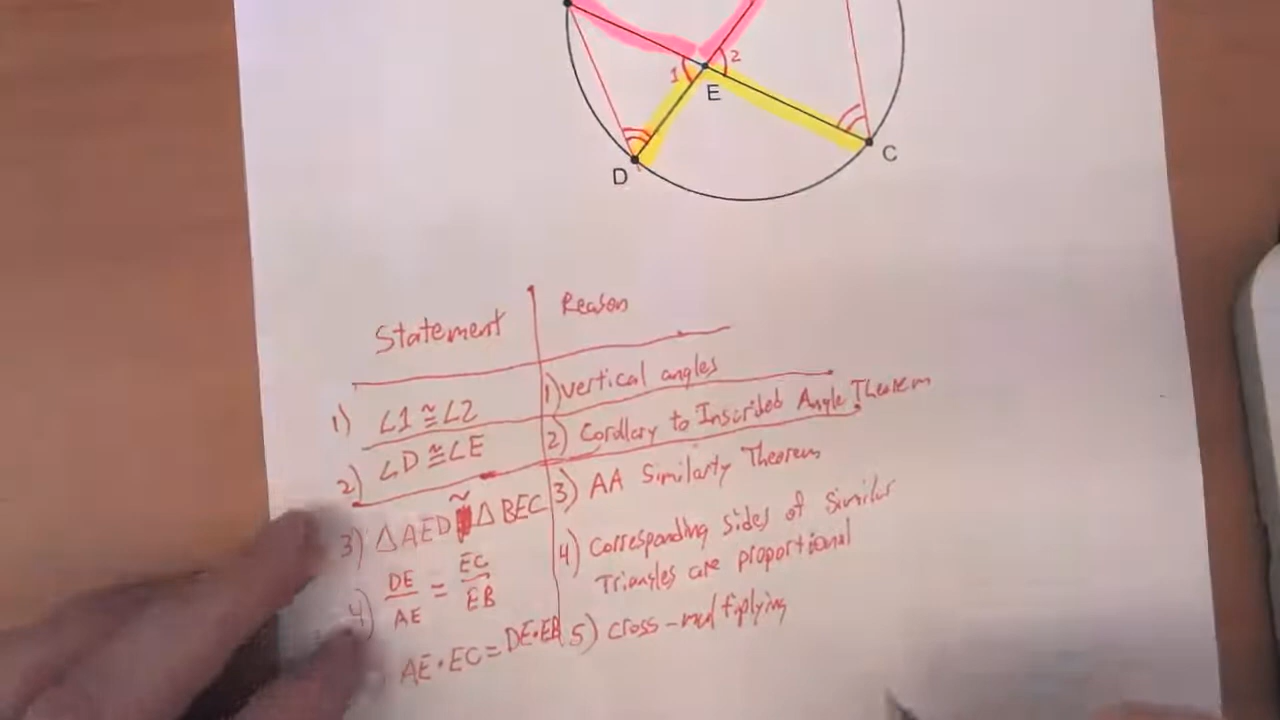 1 2
E
C
D
Statement Reason
1) ∠1 ≅ ∠2 1) vertical angles
2) ∠D ≅ ∠E 2) Corollary to Inscribed Angle Theorem
3) △AED ~ △BEC 3) AA Similarty Theorem
4) DE/AE = EC/EB 4) Corresponding sides of similar
Triangles are proportional
AE·EC = DE·EB 5) cross-multiplying